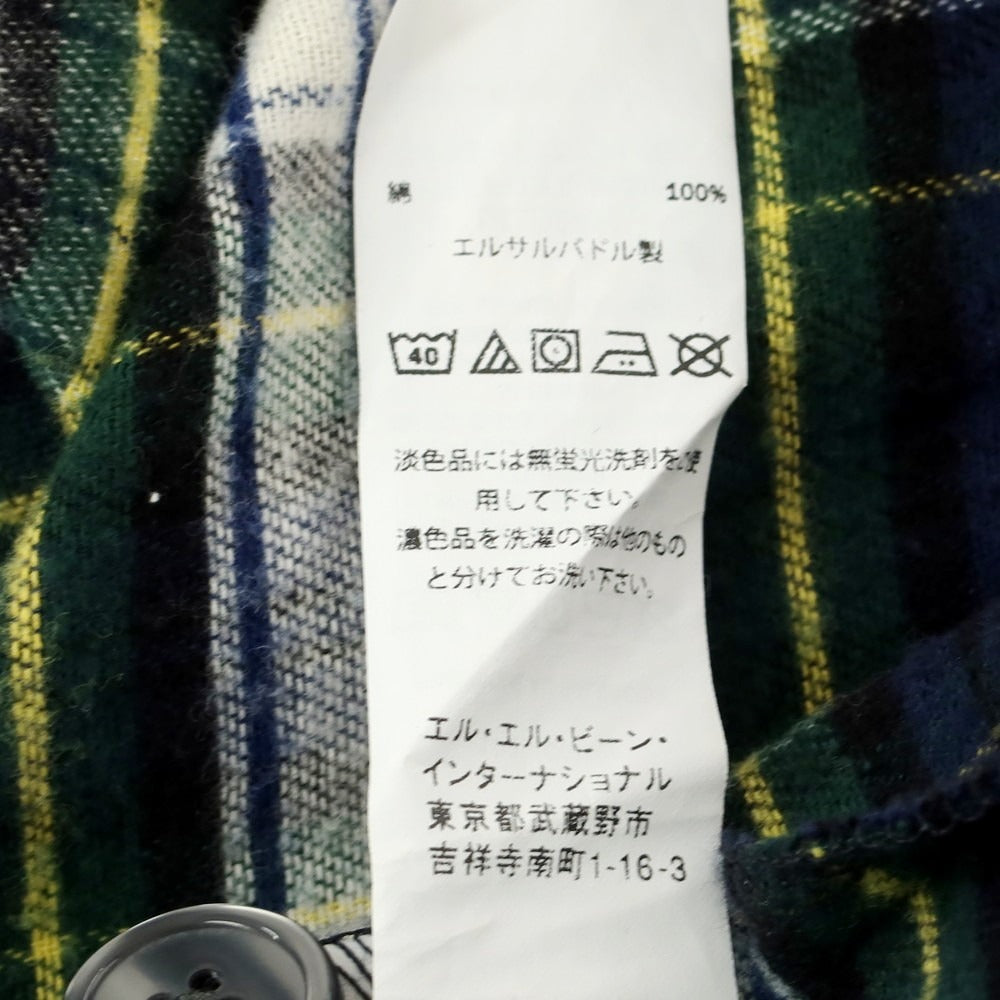 綿 100%
エルサルバドル製
40
淡色品には無蛍光洗剤を使
用して下さい。
濃色品を洗濯の際は他のもの
と分けてお洗い下さい。
エル・エル・ビーン・
インターナショナル
東京都武蔵野市
吉祥寺南町1-16-3